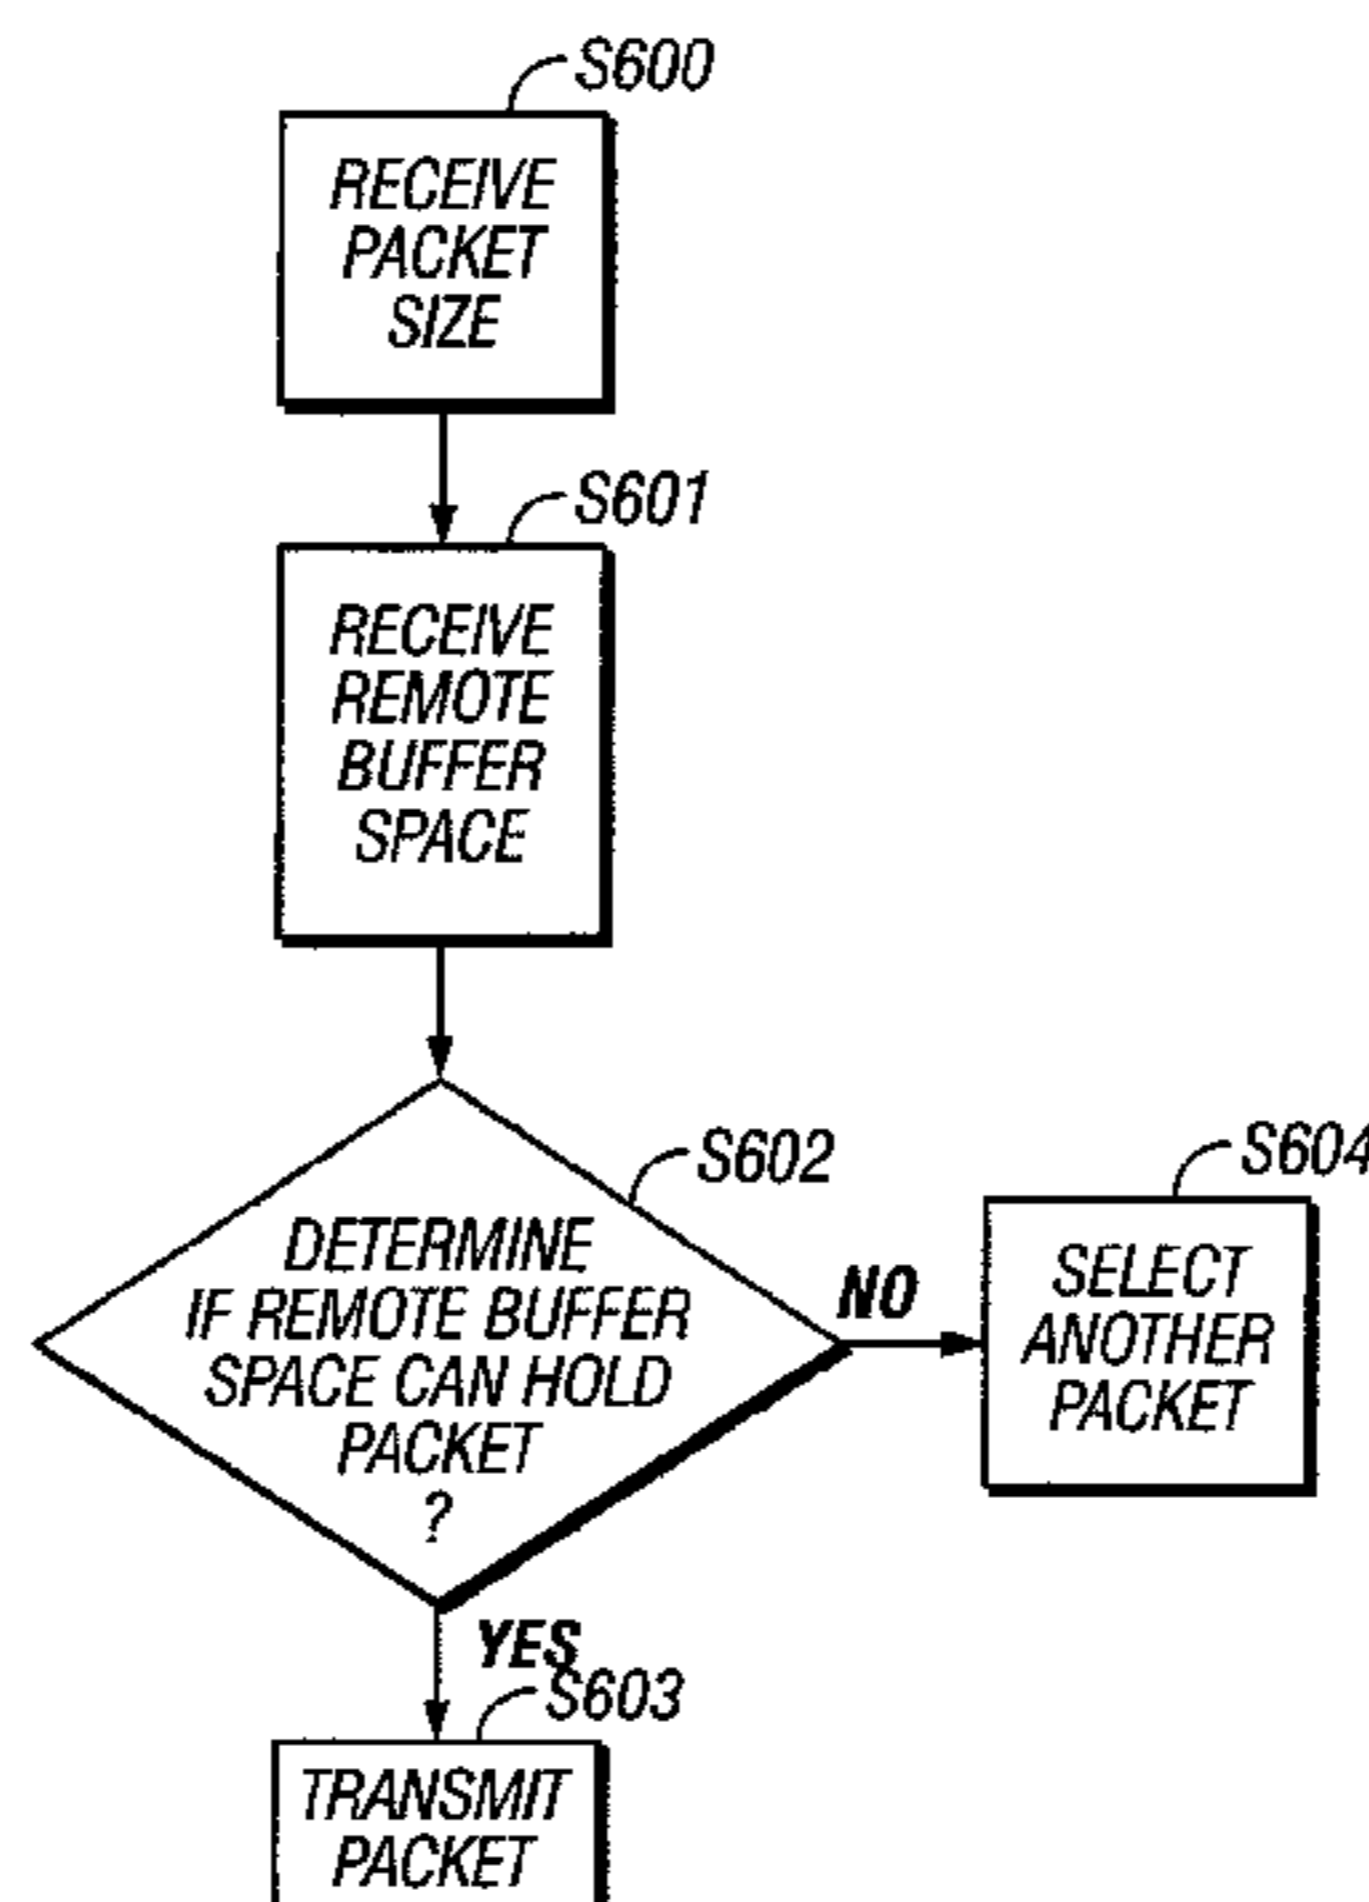 S600
RECEIVE
PACKET
SIZE
S601
RECEIVE
REMOTE
BUFFER
SPACE
S602
DETERMINE
IF REMOTE BUFFER
SPACE CAN HOLD
PACKET
?
NO
S604
SELECT
ANOTHER
PACKET
YES
S603
TRANSMIT
PACKET